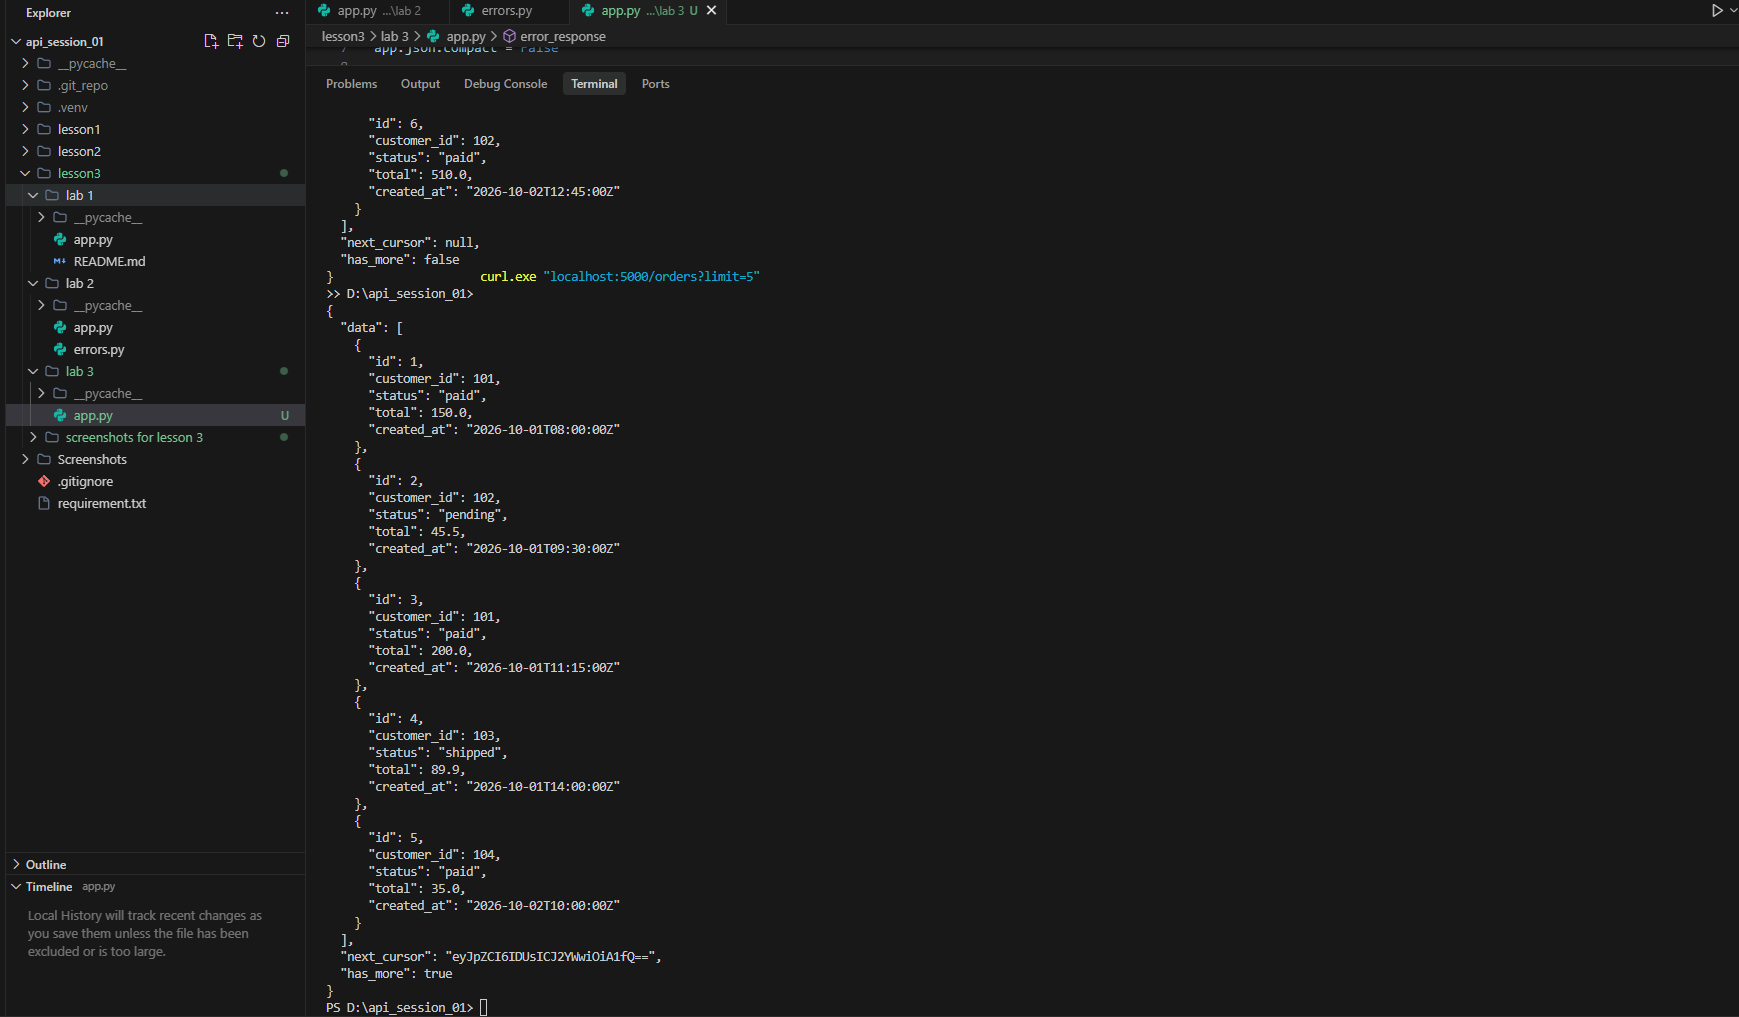 Explorer
api_session_01
__pycache__
.git_repo
.venv
lesson1
lesson2
lesson3
lab 1
__pycache__
app.py
README.md
lab 2
__pycache__
app.py
errors.py
lab 3
__pycache__
app.py U
screenshots for lesson 3
Screenshots
.gitignore
requirement.txt
Outline
Timeline app.py
Local History will track recent changes as
you save them unless the file has been
excluded or is too large.
app.py ...\lab 2
errors.py
app.py ...\lab 3 U
lesson3 > lab 3 > app.py > error_response
7 app.json.compact = False
8
Problems
Output
Debug Console
Terminal
Ports
"id": 6,
"customer_id": 102,
"status": "paid",
"total": 510.0,
"created_at": "2026-10-02T12:45:00Z"
}
],
"next_cursor": null,
"has_more": false
} curl.exe "localhost:5000/orders?limit=5"
>> D:\api_session_01>
{
"data": [
{
"id": 1,
"customer_id": 101,
"status": "paid",
"total": 150.0,
"created_at": "2026-10-01T08:00:00Z"
},
{
"id": 2,
"customer_id": 102,
"status": "pending",
"total": 45.5,
"created_at": "2026-10-01T09:30:00Z"
},
{
"id": 3,
"customer_id": 101,
"status": "paid",
"total": 200.0,
"created_at": "2026-10-01T11:15:00Z"
},
{
"id": 4,
"customer_id": 103,
"status": "shipped",
"total": 89.9,
"created_at": "2026-10-01T14:00:00Z"
},
{
"id": 5,
"customer_id": 104,
"status": "paid",
"total": 35.0,
"created_at": "2026-10-02T10:00:00Z"
}
],
"next_cursor": "eyJpZCI6IDUsICJ2YWwiOiA1fQ==",
"has_more": true
}
PS D:\api_session_01>